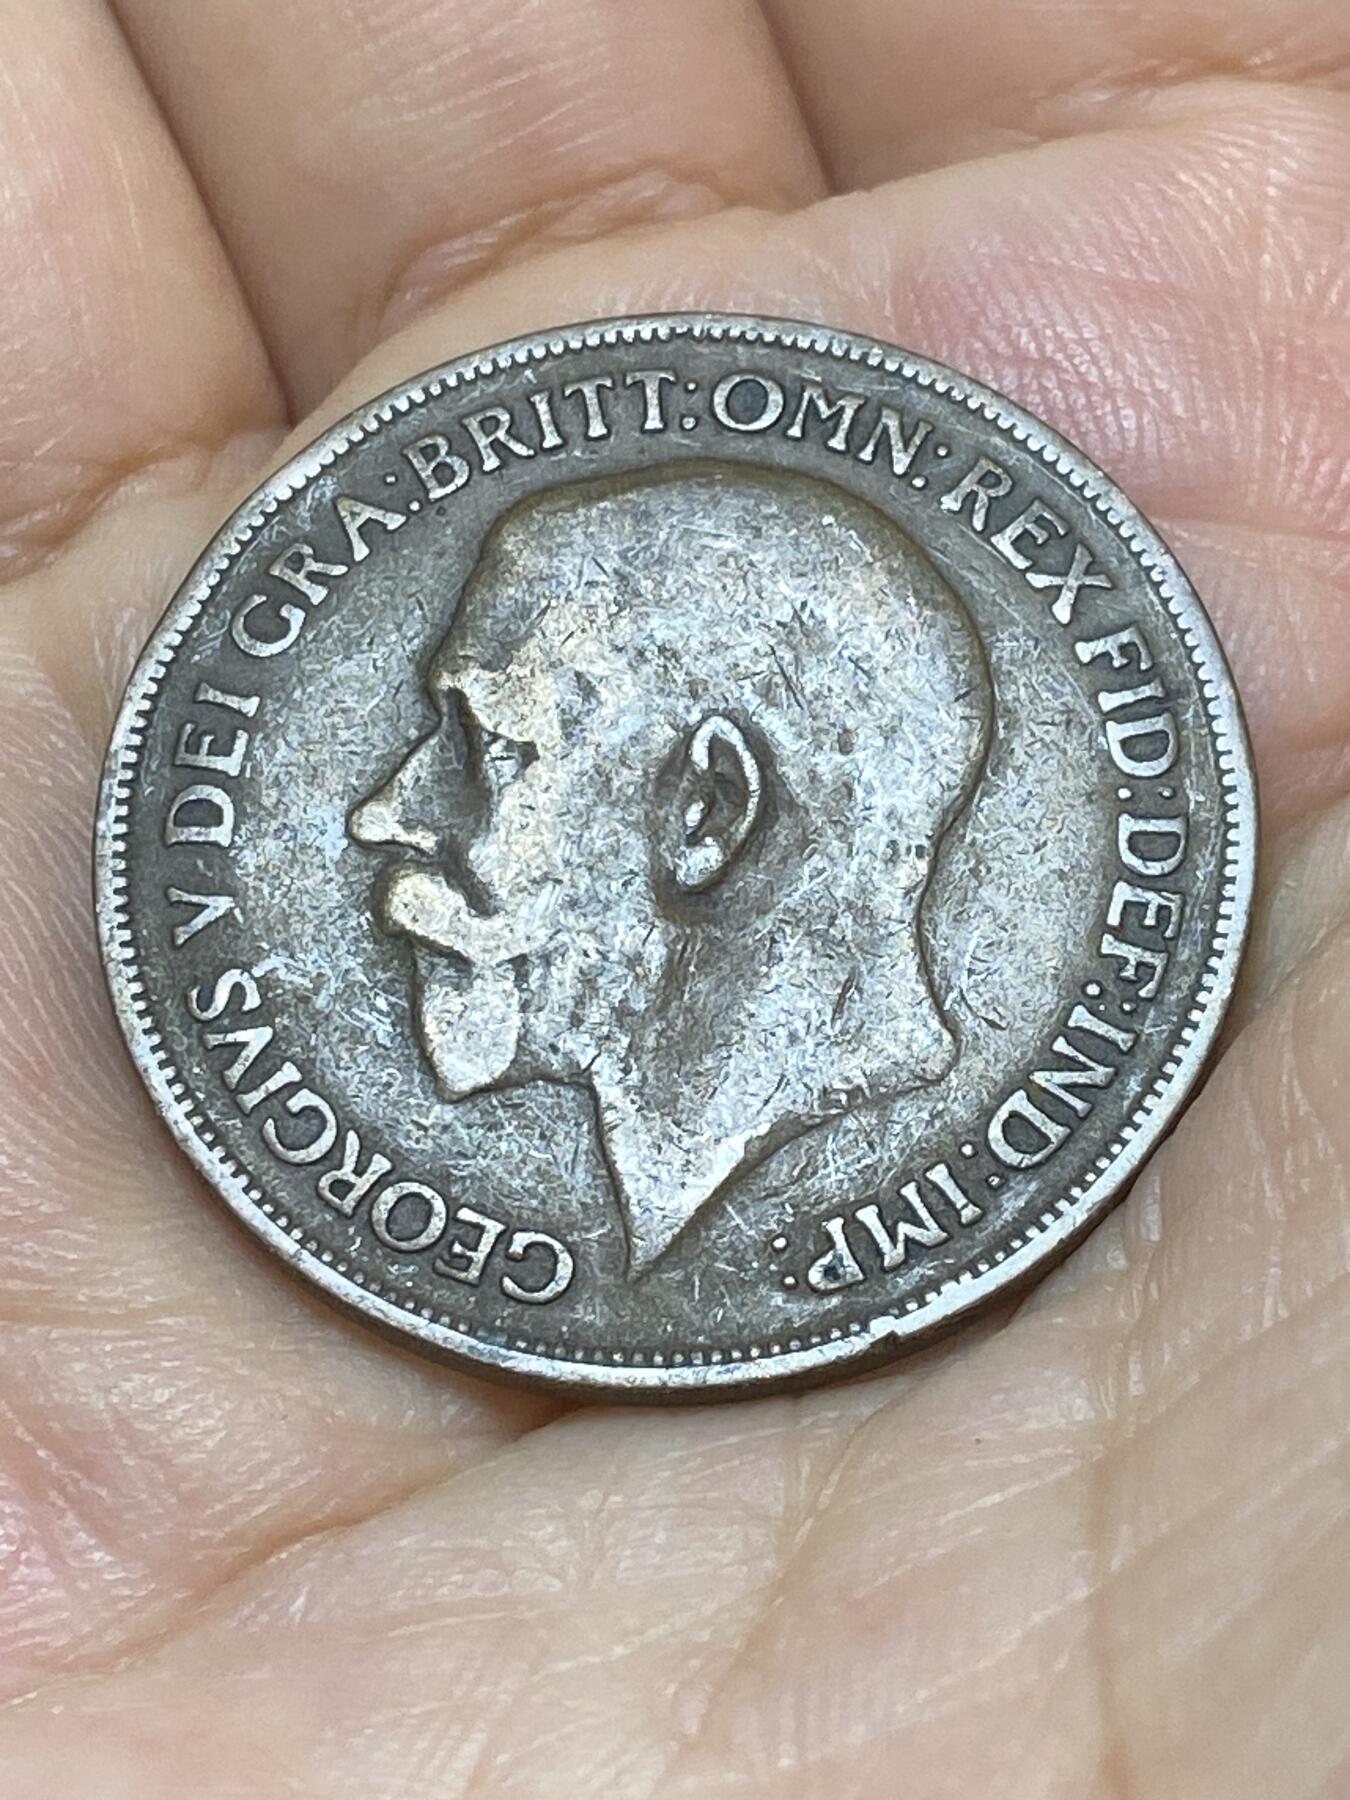 GEORGIVS V DEI GRA:BRITT:OMN:REX FID:DEF:IND:IMP: